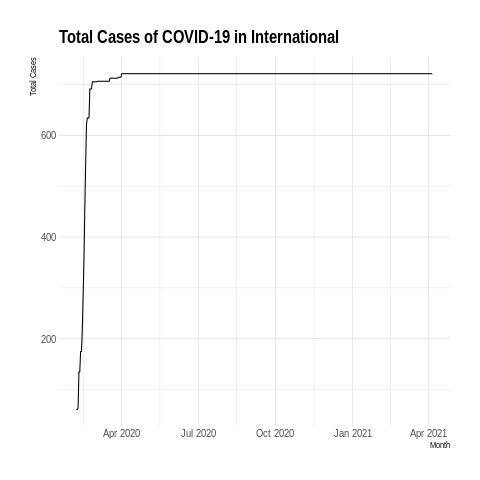 Total Cases of COVID-19 in International
Total Cases
600
400
200
Apr 2020 Jul 2020 Oct 2020 Jan 2021 Apr 2021
Month